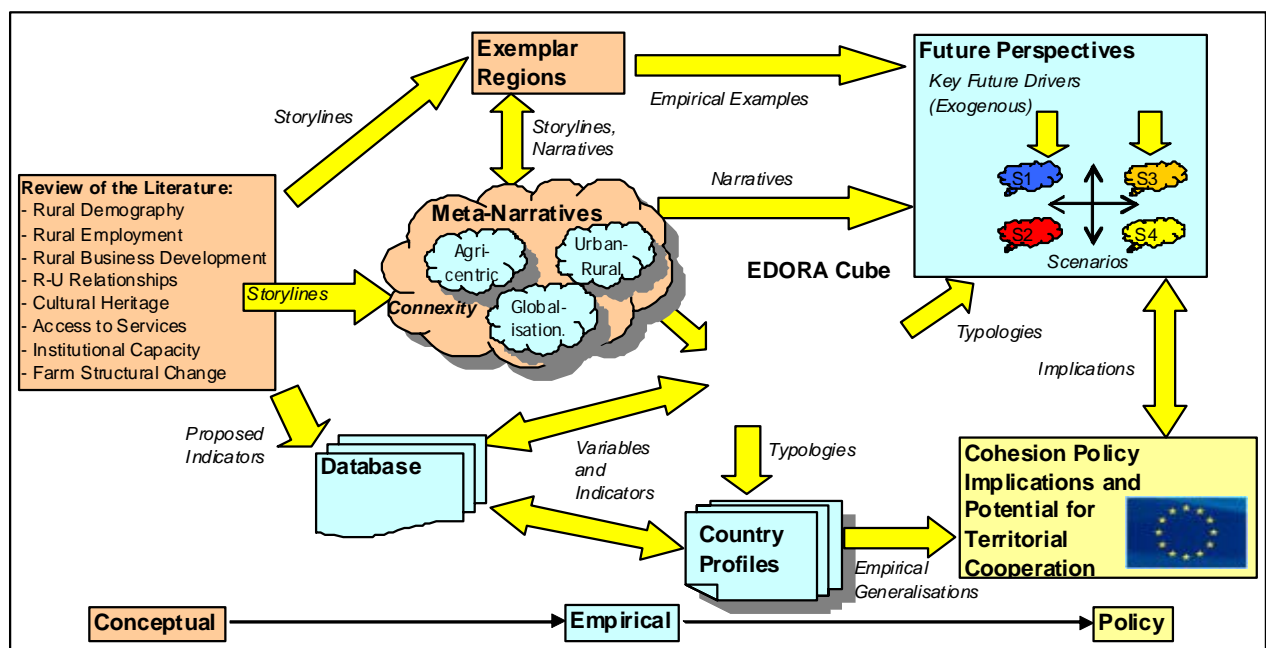 Exemplar
Regions
Future Perspectives
Key Future Drivers
(Exogenous)
S1
S3
S2
S4
Scenarios
Storylines
Empirical Examples
Storylines,
Narratives
Review of the Literature:
- Rural Demography
- Rural Employment
- Rural Business Development
- R-U Relationships
- Cultural Heritage
- Access to Services
- Institutional Capacity
- Farm Structural Change
Storylines
Meta-Narratives
Agri-
centric
Urban-
Rural
Connexity
Global-
isation.
Narratives
EDORA Cube
Typologies
Implications
Proposed
Indicators
Database
Variables
and
Indicators
Typologies
Country
Profiles
Empirical
Generalisations
Cohesion Policy
Implications and
Potential for
Territorial
Cooperation
Conceptual
Empirical
Policy